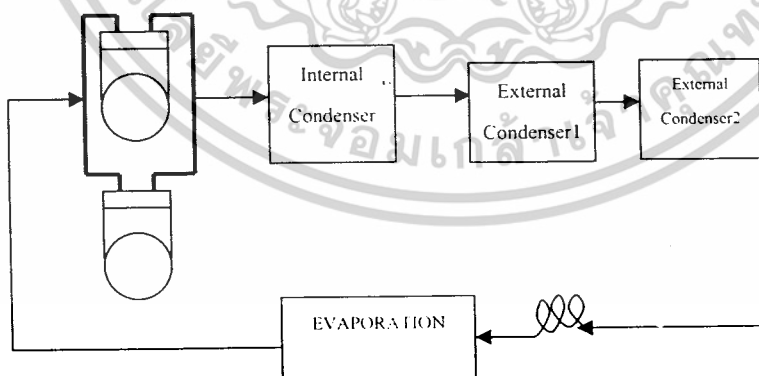 Internal
Condenser
External
Condenser1
External
Condenser2
EVAPORATION